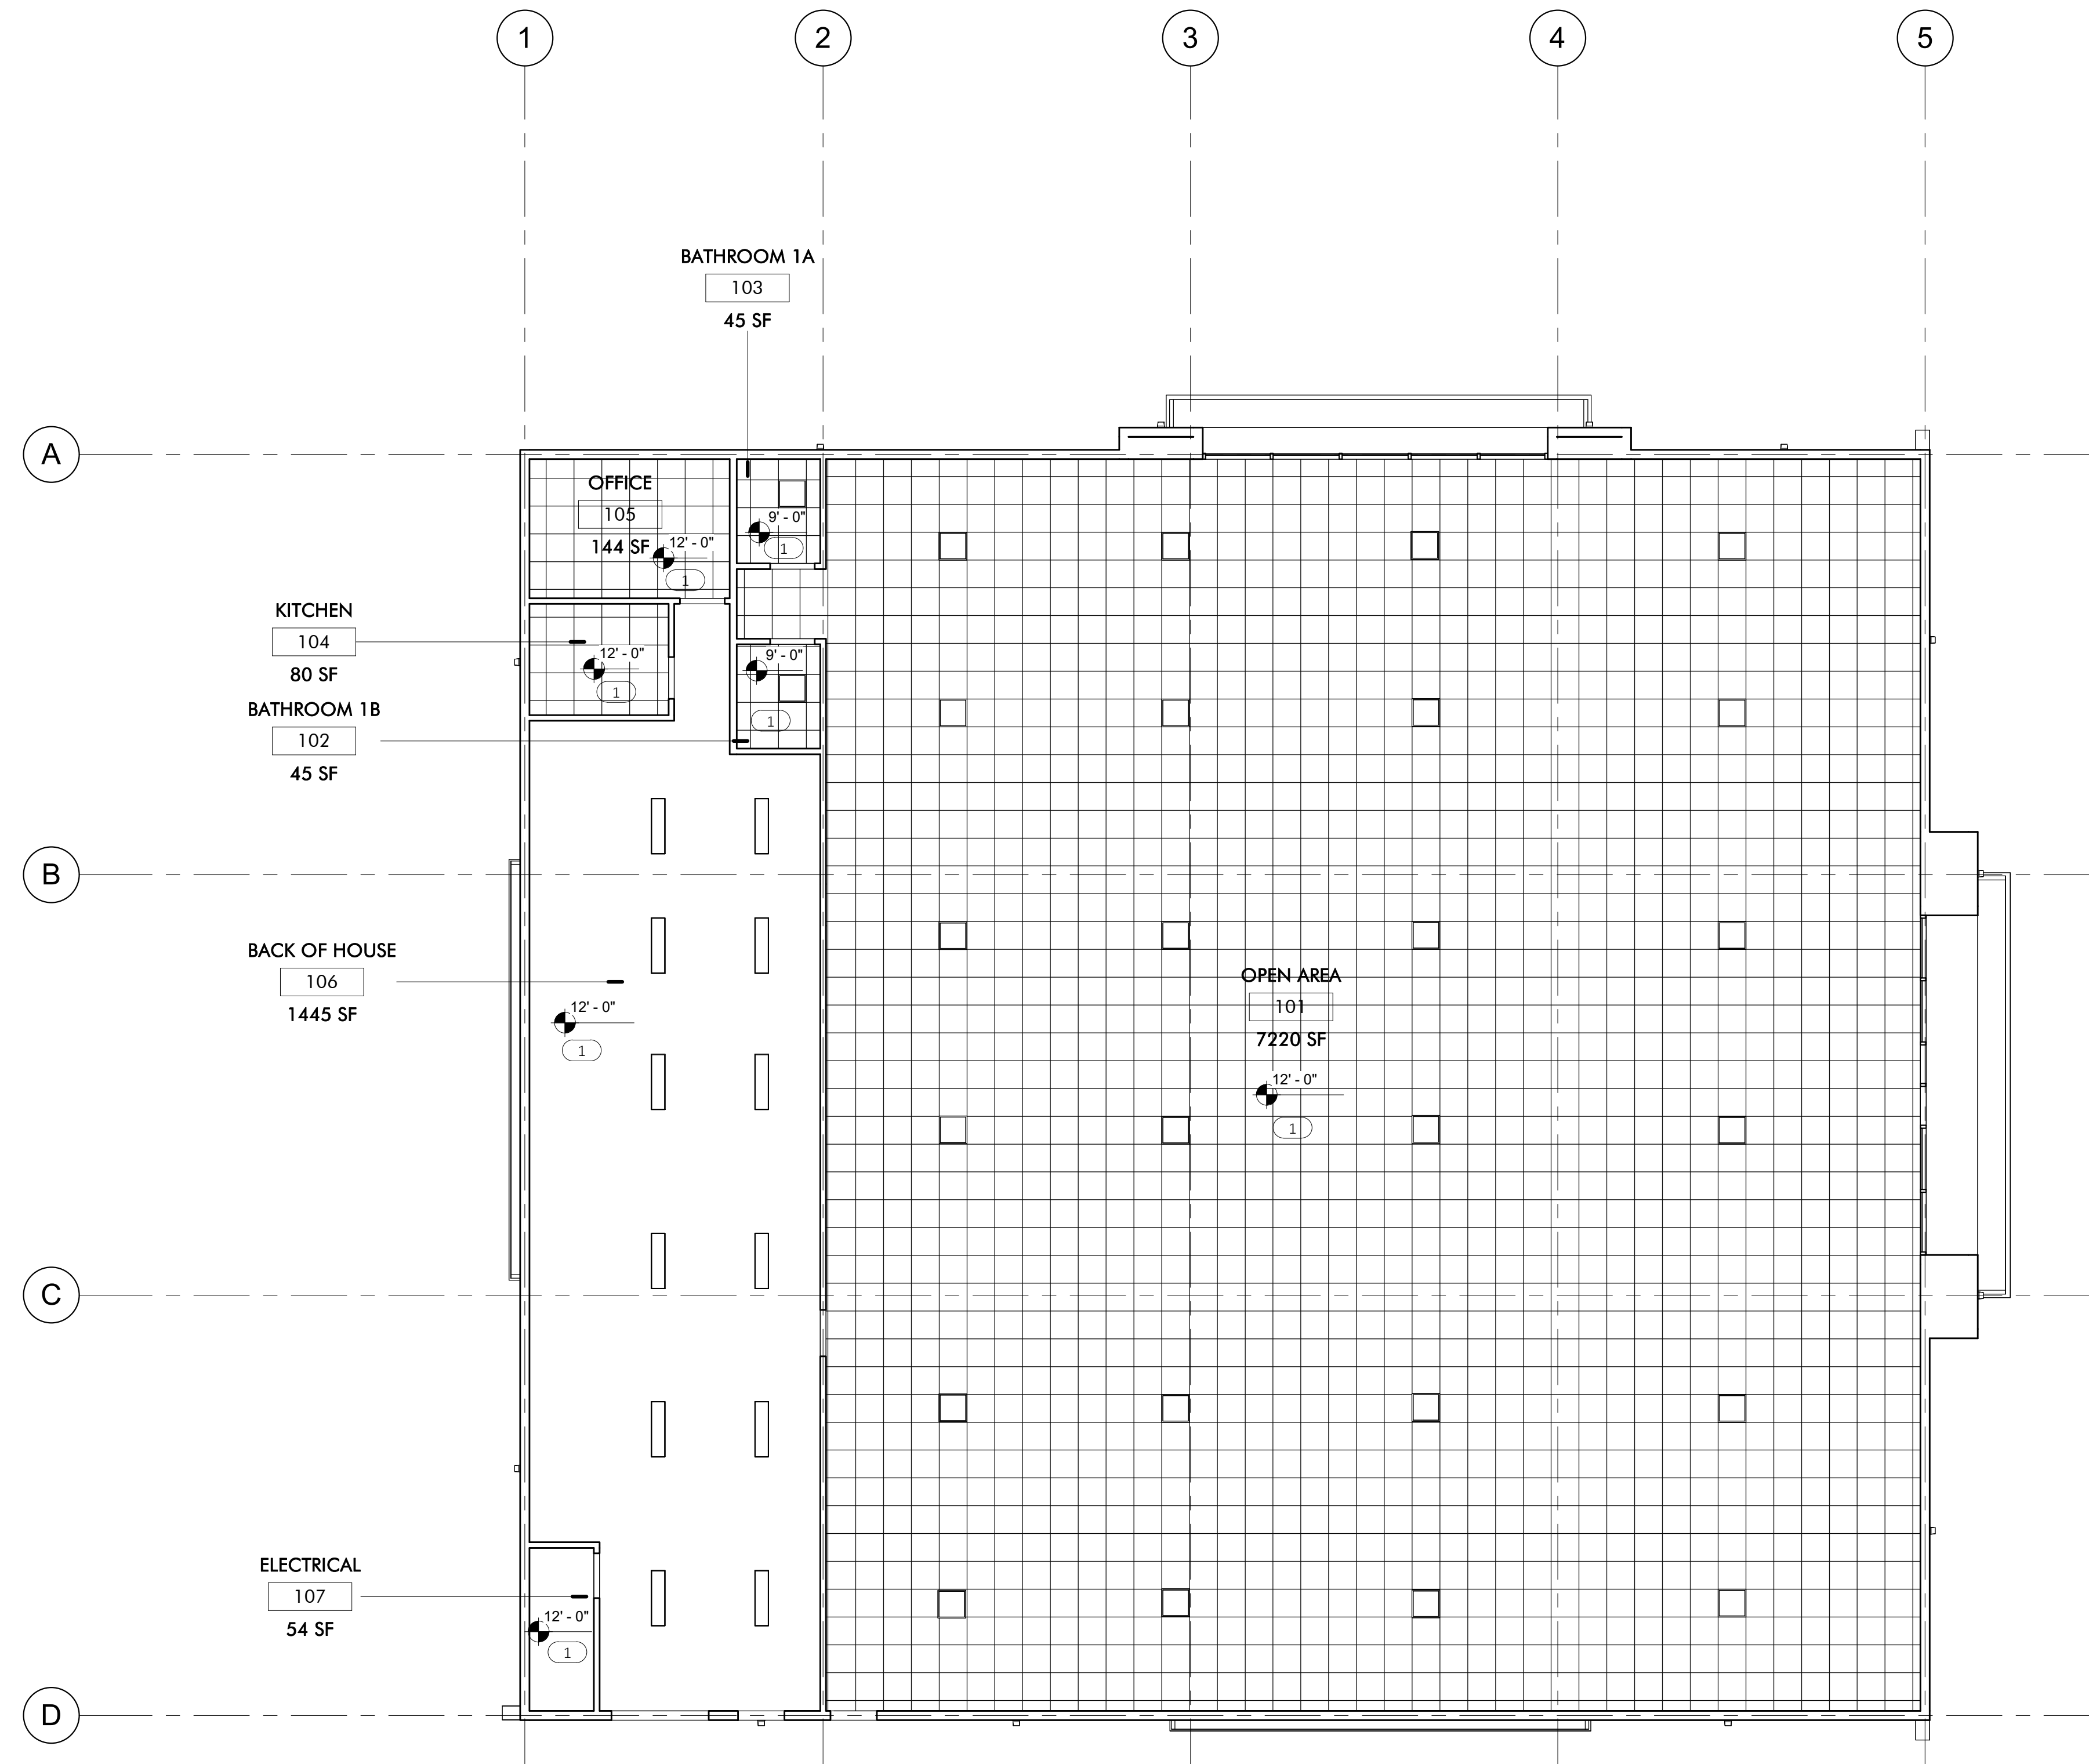 1
2
3
4
5
BATHROOM 1A
103
45 SF
A
OFFICE
105
144 SF
12' - 0"
1
9' - 0"
1
KITCHEN
104
80 SF
12' - 0"
1
9' - 0"
1
BATHROOM 1B
102
45 SF
B
BACK OF HOUSE
106
1445 SF
12' - 0"
1
OPEN AREA
101
7220 SF
12' - 0"
1
C
ELECTRICAL
107
54 SF
12' - 0"
1
D